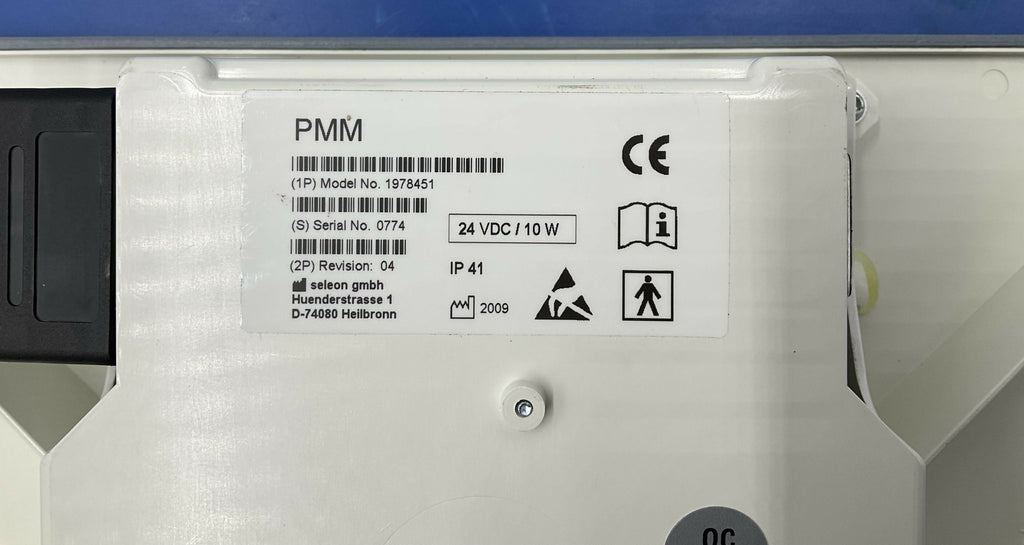 PMM
(1P) Model No. 1978451
(S) Serial No. 0774
(2P) Revision: 04
seleon gmbh
Huenderstrasse 1
D-74080 Heilbronn
24 VDC / 10 W
IP 41
2009
CE
i
QC